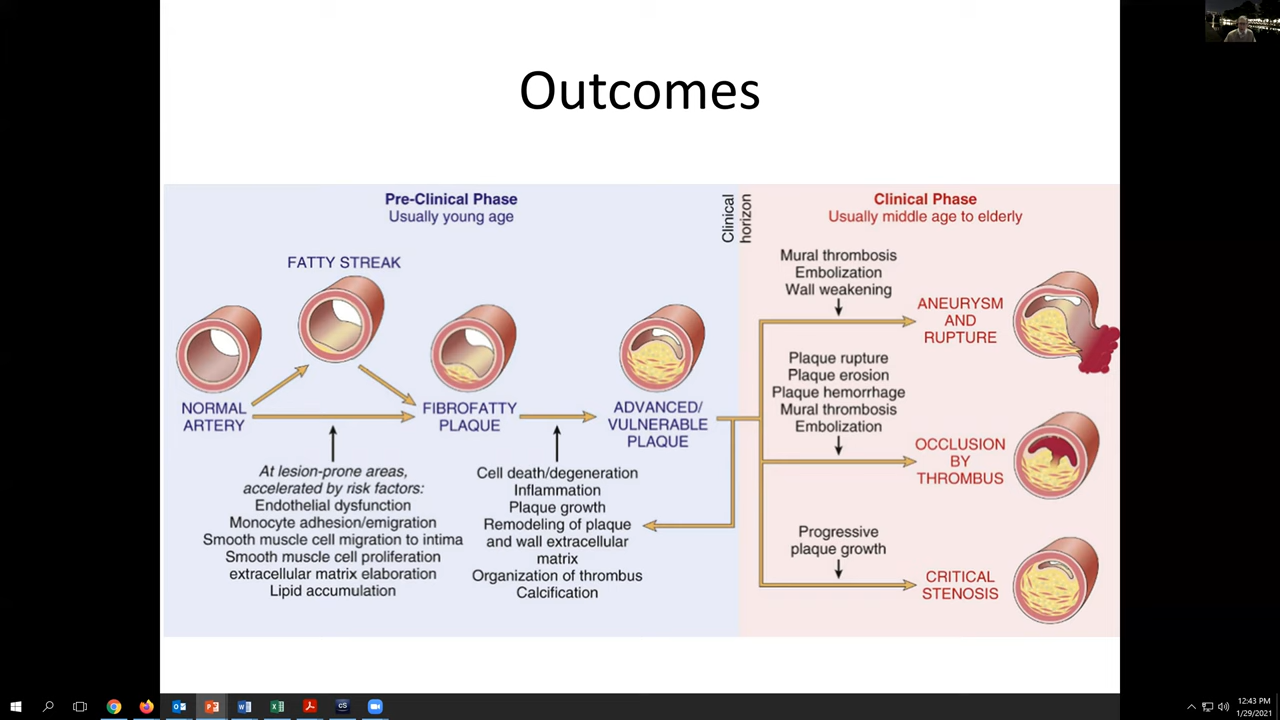 Outcomes
Pre-Clinical Phase
Usually young age
Clinical
horizon
Clinical Phase
Usually middle age to elderly
FATTY STREAK
NORMAL
ARTERY
FIBROFATTY
PLAQUE
ADVANCED/
VULNERABLE
PLAQUE
At lesion-prone areas,
accelerated by risk factors:
Endothelial dysfunction
Monocyte adhesion/emigration
Smooth muscle cell migration to intima
Smooth muscle cell proliferation
extracellular matrix elaboration
Lipid accumulation
Cell death/degeneration
Inflammation
Plaque growth
Remodeling of plaque
and wall extracellular
matrix
Organization of thrombus
Calcification
Mural thrombosis
Embolization
Wall weakening
ANEURYSM
AND
RUPTURE
Plaque rupture
Plaque erosion
Plaque hemorrhage
Mural thrombosis
Embolization
OCCLUSION
BY
THROMBUS
Progressive
plaque growth
CRITICAL
STENOSIS
12:43 PM
1/29/2021